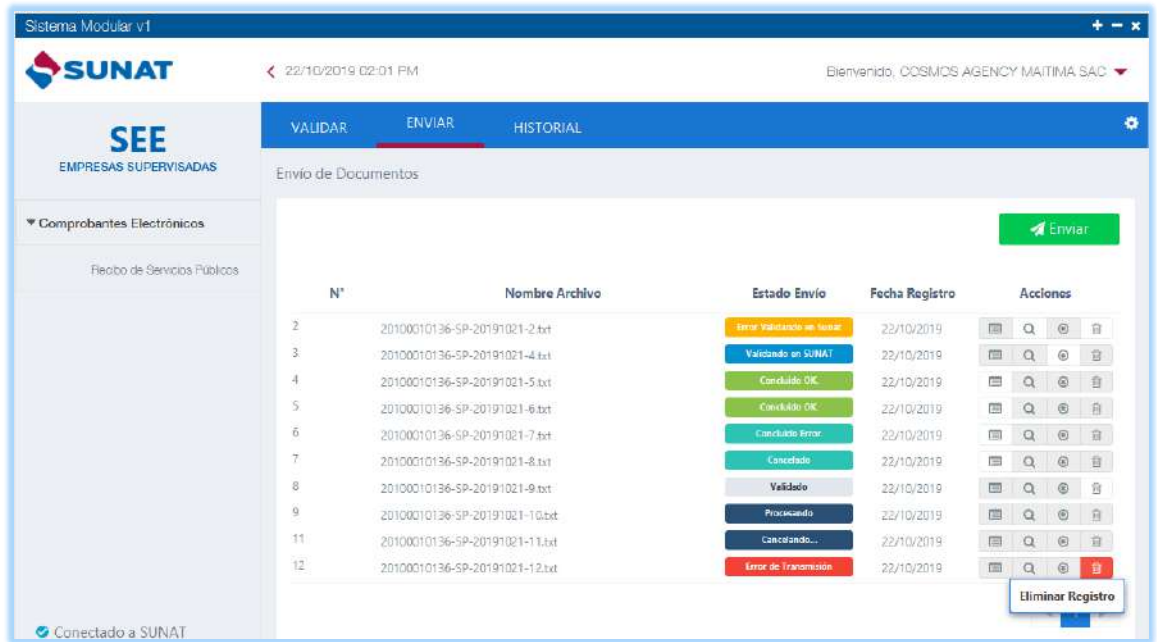 Sistema Modular v1
SUNAT
22/10/2019 02:01 PM
Bienvenido, COSMOS AGENCY MAITIMA SAC
SEE
EMPRESAS SUPERVISADAS
VALIDAR ENVIAR HISTORIAL
Envío de Documentos
Comprobantes Electrónicos
Recibo de Servicios Públicos
Enviar
N° Nombre Archivo Estado Envío Fecha Registro Acciones
2 20100010136-SP-20191021-2.txt Error Validando en Sunat 22/10/2019
3 20100010136-SP-20191021-4.txt Validando en SUNAT 22/10/2019
4 20100010136-SP-20191021-5.txt Concluido OK. 22/10/2019
5 20100010136-SP-20191021-6.txt Concluido OK. 22/10/2019
6 20100010136-SP-20191021-7.txt Concluido Error 22/10/2019
7 20100010136-SP-20191021-8.txt Cancelado 22/10/2019
8 20100010136-SP-20191021-9.txt Validado 22/10/2019
9 20100010136-SP-20191021-10.txt Procesando 22/10/2019
11 20100010136-SP-20191021-11.txt Cancelando... 22/10/2019
12 20100010136-SP-20191021-12.txt Error de Transmisión 22/10/2019
Eliminar Registro
Conectado a SUNAT